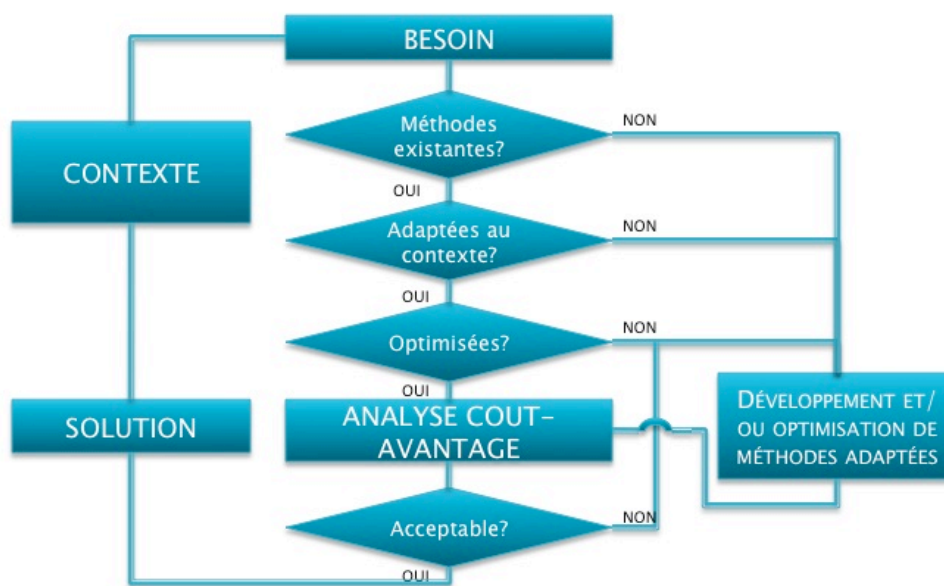 BESOIN
Méthodes
existantes?
NON
CONTEXTE
OUI
Adaptées au
contexte?
NON
OUI
Optimisées?
NON
OUI
SOLUTION
ANALYSE COUT-
AVANTAGE
DÉVELOPPEMENT ET/
OU OPTIMISATION DE
MÉTHODES ADAPTÉES
Acceptable?
NON
OUI